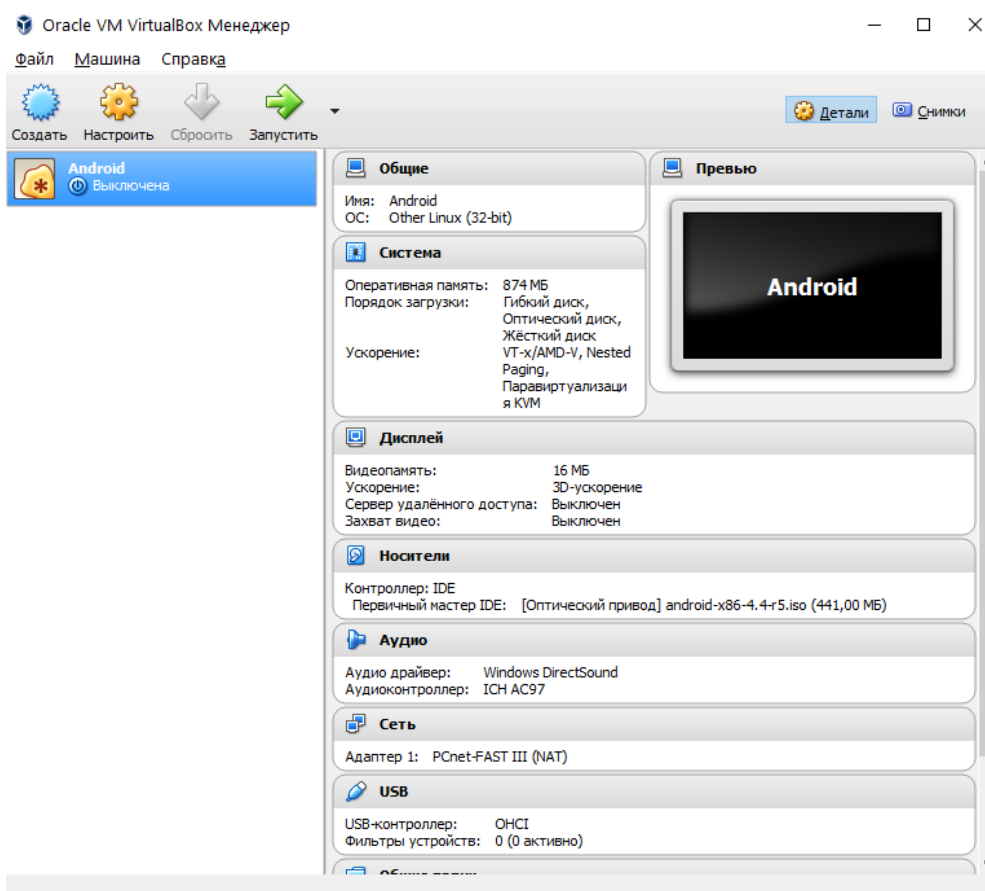 Oracle VM VirtualBox Менеджер
Файл Машина Справка
Создать Настроить Сбросить Запустить
Детали Снимки
Android
Выключена
Общие
Имя: Android
ОС: Other Linux (32-bit)
Превью
Android
Система
Оперативная память: 874 МБ
Порядок загрузки: Гибкий диск,
Оптический диск,
Жёсткий диск
Ускорение: VT-x/AMD-V, Nested
Paging,
Паравиртуализаци
я KVM
Дисплей
Видеопамять: 16 МБ
Ускорение: 3D-ускорение
Сервер удалённого доступа: Выключен
Захват видео: Выключен
Носители
Контроллер: IDE
Первичный мастер IDE: [Оптический привод] android-x86-4.4-r5.iso (441,00 МБ)
Аудио
Аудио драйвер: Windows DirectSound
Аудиоконтроллер: ICH AC97
Сеть
Адаптер 1: PCnet-FAST III (NAT)
USB
USB-контроллер: OHCI
Фильтры устройств: 0 (0 активно)